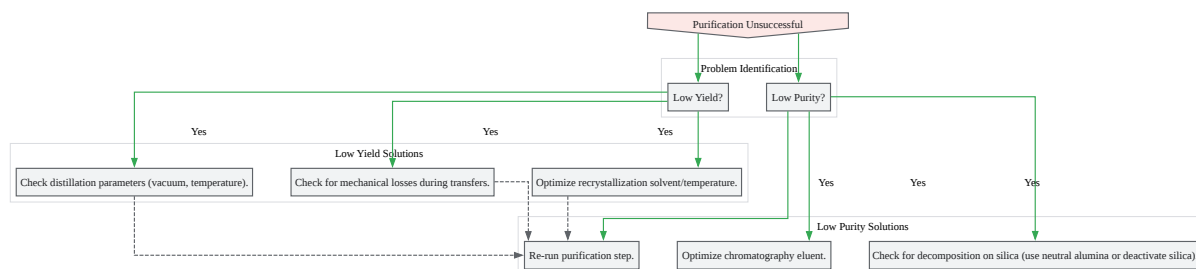 Purification Unsuccessful
Problem Identification
Low Yield?
Low Purity?
Yes
Yes
Yes
Low Yield Solutions
Check distillation parameters (vacuum, temperature).
Check for mechanical losses during transfers.
Optimize recrystallization solvent/temperature.
Yes
Yes
Yes
Low Purity Solutions
Re-run purification step.
Optimize chromatography eluent.
Check for decomposition on silica (use neutral alumina or deactivate silica)